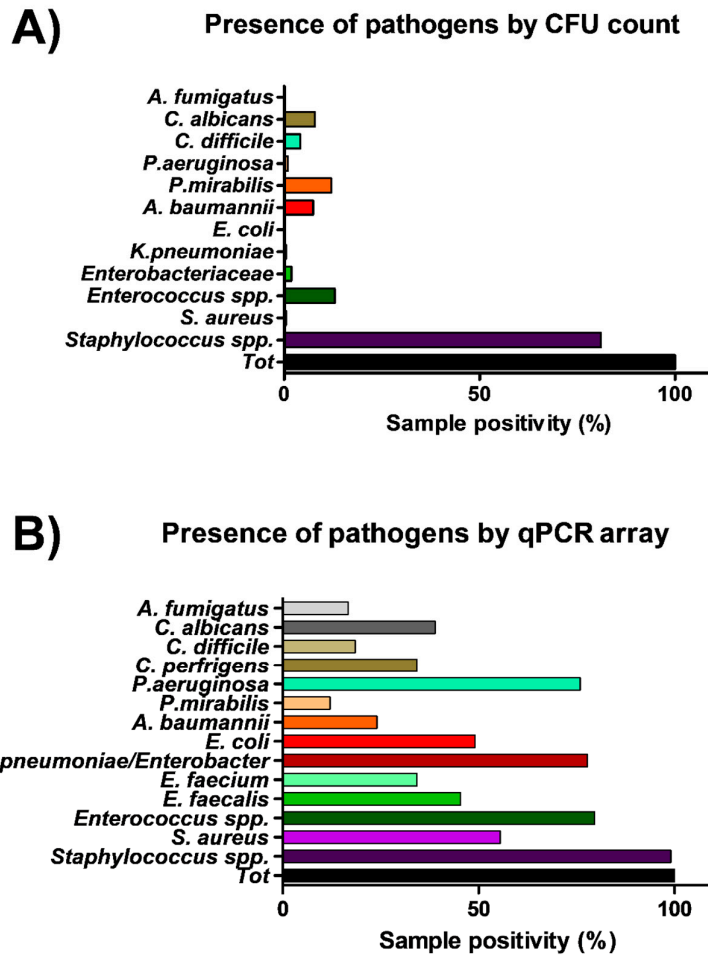 A)
Presence of pathogens by CFU count
A. fumigatus
C. albicans
C. difficile
P.aeruginosa
P.mirabilis
A. baumannii
E. coli
K.pneumoniae
Enterobacteriaceae
Enterococcus spp.
S. aureus
Staphylococcus spp.
Tot
0 50 100
Sample positivity (%)
B)
Presence of pathogens by qPCR array
A. fumigatus
C. albicans
C. difficile
C. perfrigens
P.aeruginosa
P.mirabilis
A. baumannii
E. coli
pneumoniae/Enterobacter
E. faecium
E. faecalis
Enterococcus spp.
S. aureus
Staphylococcus spp.
Tot
0 50 100
Sample positivity (%)